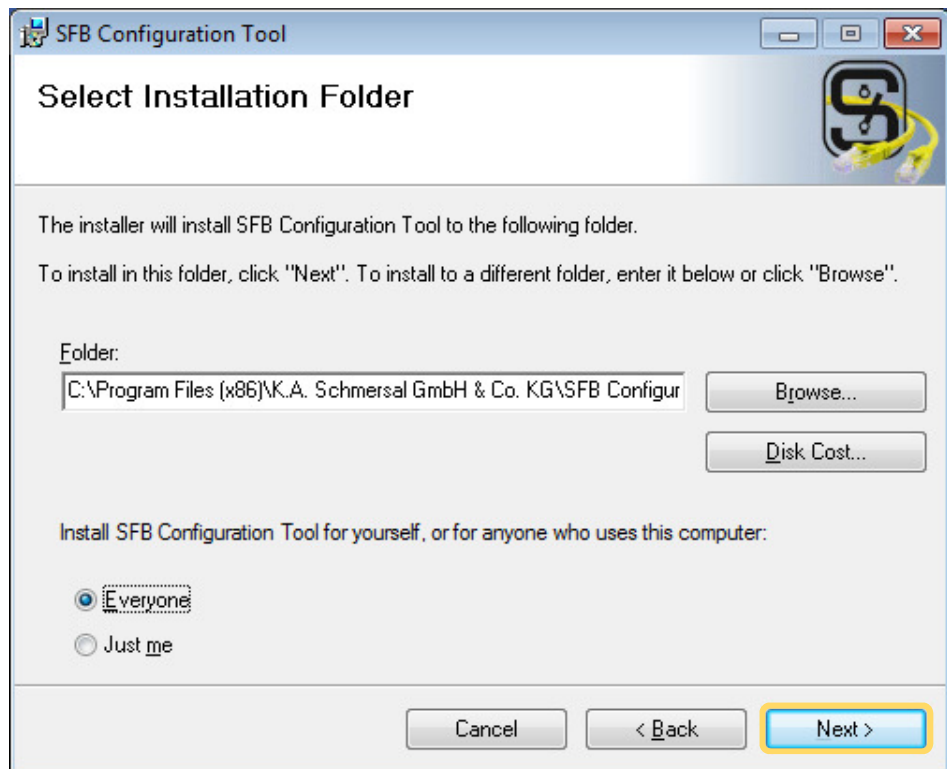 SFB Configuration Tool
Select Installation Folder
The installer will install SFB Configuration Tool to the following folder.
To install in this folder, click "Next". To install to a different folder, enter it below or click "Browse".
Folder:
C:\Program Files (x86)\K.A. Schmersal GmbH & Co. KG\SFB Configur
Browse...
Disk Cost...
Install SFB Configuration Tool for yourself, or for anyone who uses this computer:
Everyone
Just me
Cancel
< Back
Next >